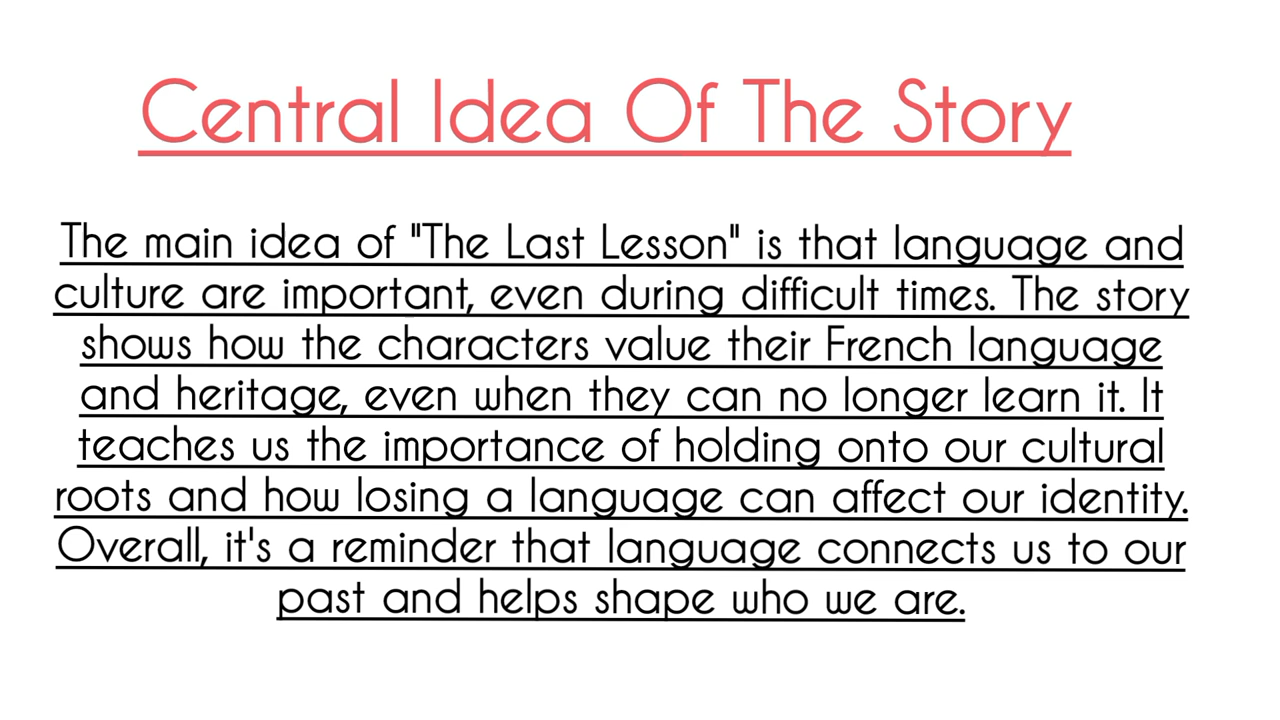 Central Idea Of The Story
The main idea of "The Last Lesson" is that language and
culture are important, even during difficult times. The story
shows how the characters value their French language
and heritage, even when they can no longer learn it. It
teaches us the importance of holding onto our cultural
roots and how losing a language can affect our identity.
Overall, it's a reminder that language connects us to our
past and helps shape who we are.